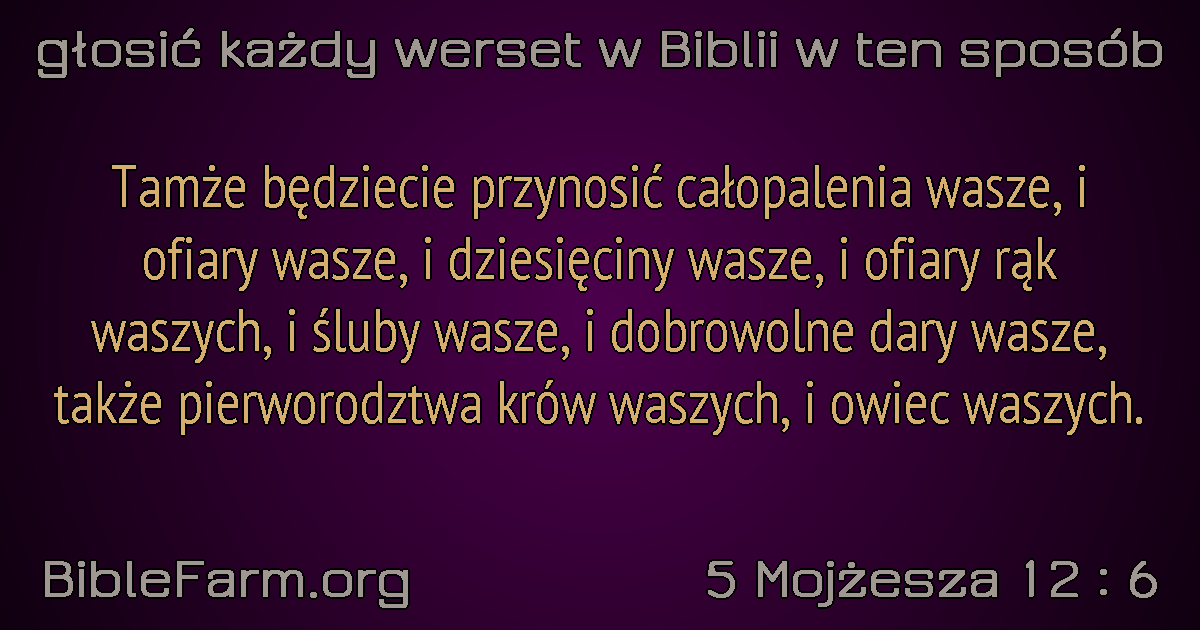 głosić każdy werset w Biblii w ten sposób
Tamże będziecie przynosić całopalenia wasze, i
ofiary wasze, i dziesięciny wasze, i ofiary rąk
waszych, i śluby wasze, i dobrowolne dary wasze,
także pierworodztwa krów waszych, i owiec waszych.
BibleFarm.org
5 Mojżesza 12 : 6